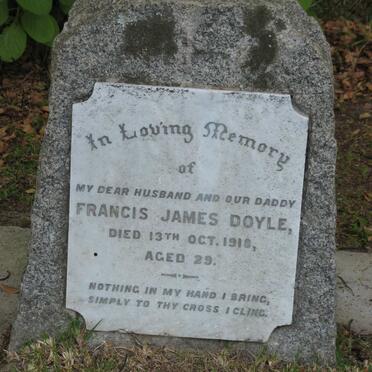 In Loving Memory
of
MY DEAR HUSBAND AND OUR DADDY
FRANCIS JAMES DOYLE,
DIED 13TH OCT. 1918,
AGED 29.
NOTHING IN MY HAND I BRING,
SIMPLY TO THY CROSS I CLING.